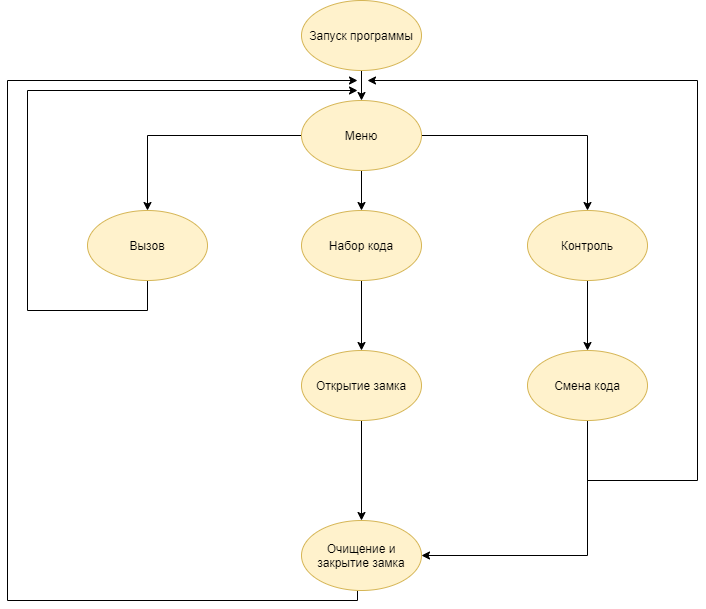 Запуск программы
Меню
Вызов
Набор кода
Контроль
Открытие замка
Смена кода
Очищение и
закрытие замка